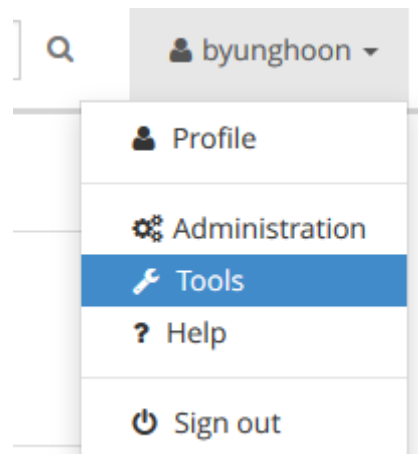 byunghoon
Profile
Administration
Tools
? Help
Sign out